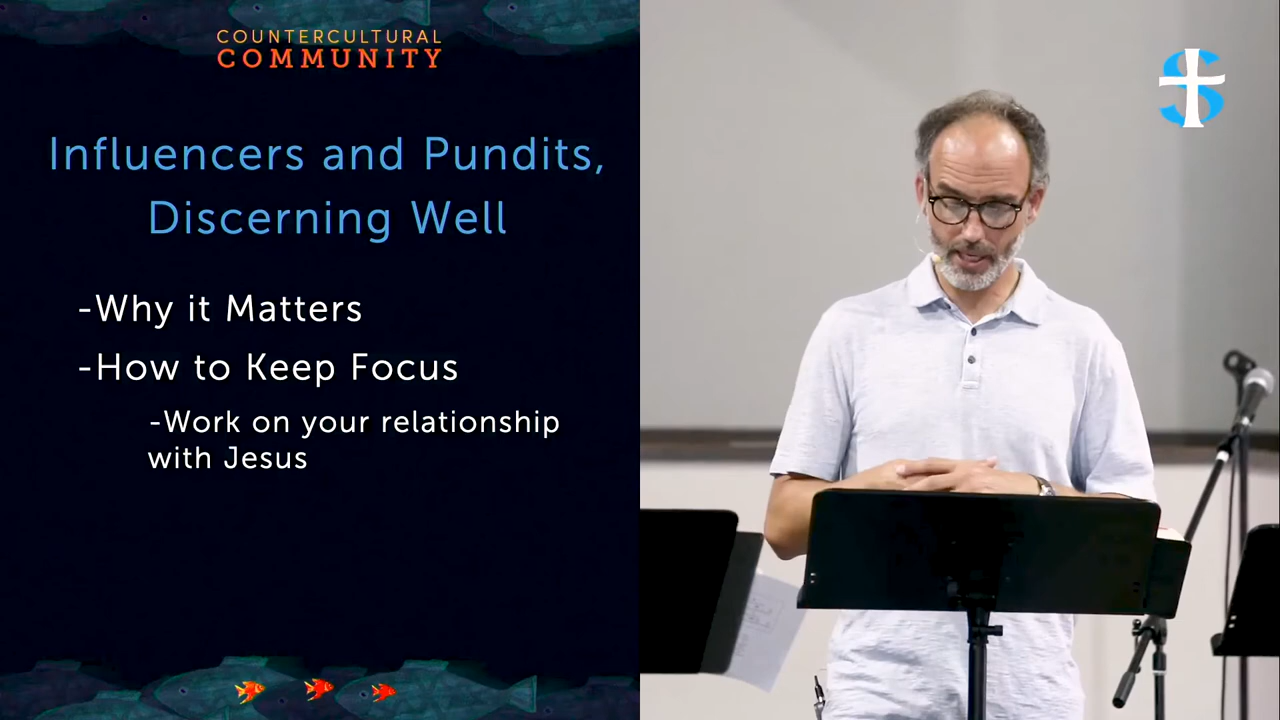 COUNTERCULTURAL
COMMUNITY
Influencers and Pundits,
Discerning Well
-Why it Matters
-How to Keep Focus
-Work on your relationship
with Jesus
S